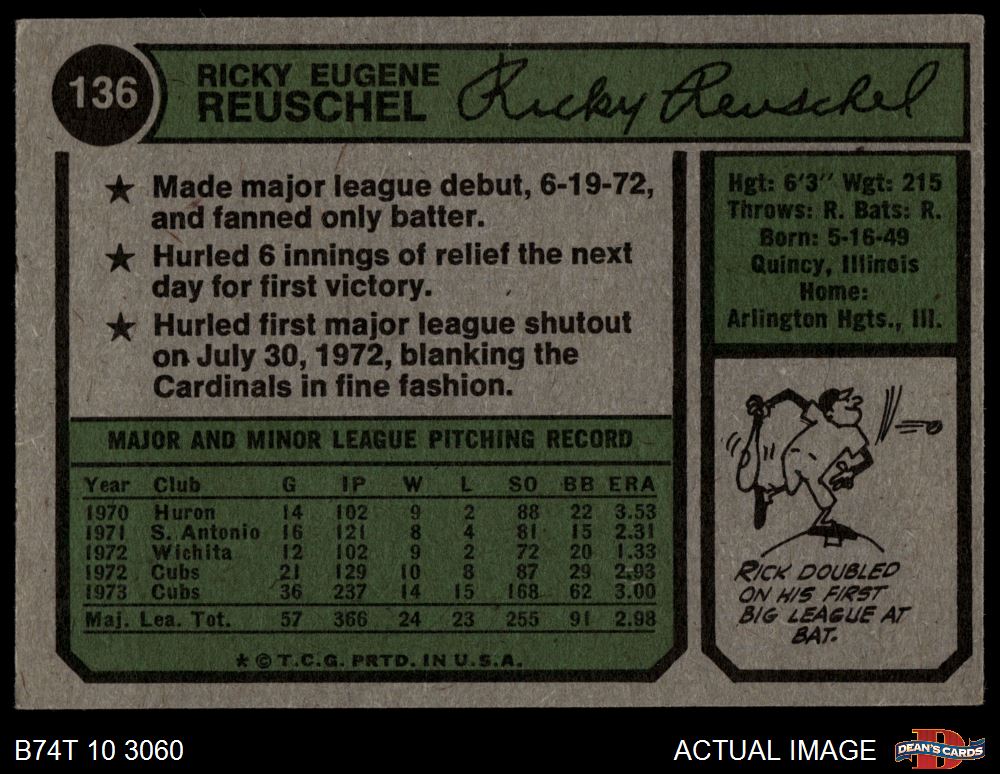 136
RICKY EUGENE
REUSCHEL
Ricky Reuschel
★ Made major league debut, 6-19-72,
and fanned only batter.
★ Hurled 6 innings of relief the next
day for first victory.
★ Hurled first major league shutout
on July 30, 1972, blanking the
Cardinals in fine fashion.
Hgt: 6'3" Wgt: 215
Throws: R. Bats: R.
Born: 5-16-49
Quincy, Illinois
Home:
Arlington Hgts., Ill.
MAJOR AND MINOR LEAGUE PITCHING RECORD
Year Club G IP W L SO BB ERA
1970 Huron 14 102 9 2 88 22 3.53
1971 S. Antonio 16 121 8 4 81 15 2.31
1972 Wichita 12 102 9 2 72 20 1.33
1972 Cubs 21 129 10 8 87 29 2.93
1973 Cubs 36 237 14 15 168 62 3.00
Maj. Lea. Tot. 57 366 24 23 255 91 2.98
★ © T.C.G. PRTD. IN U.S.A.
RICK DOUBLED
ON HIS FIRST
BIG LEAGUE AT
BAT.
B74T 10 3060
ACTUAL IMAGE
D
DEAN'S CARDS